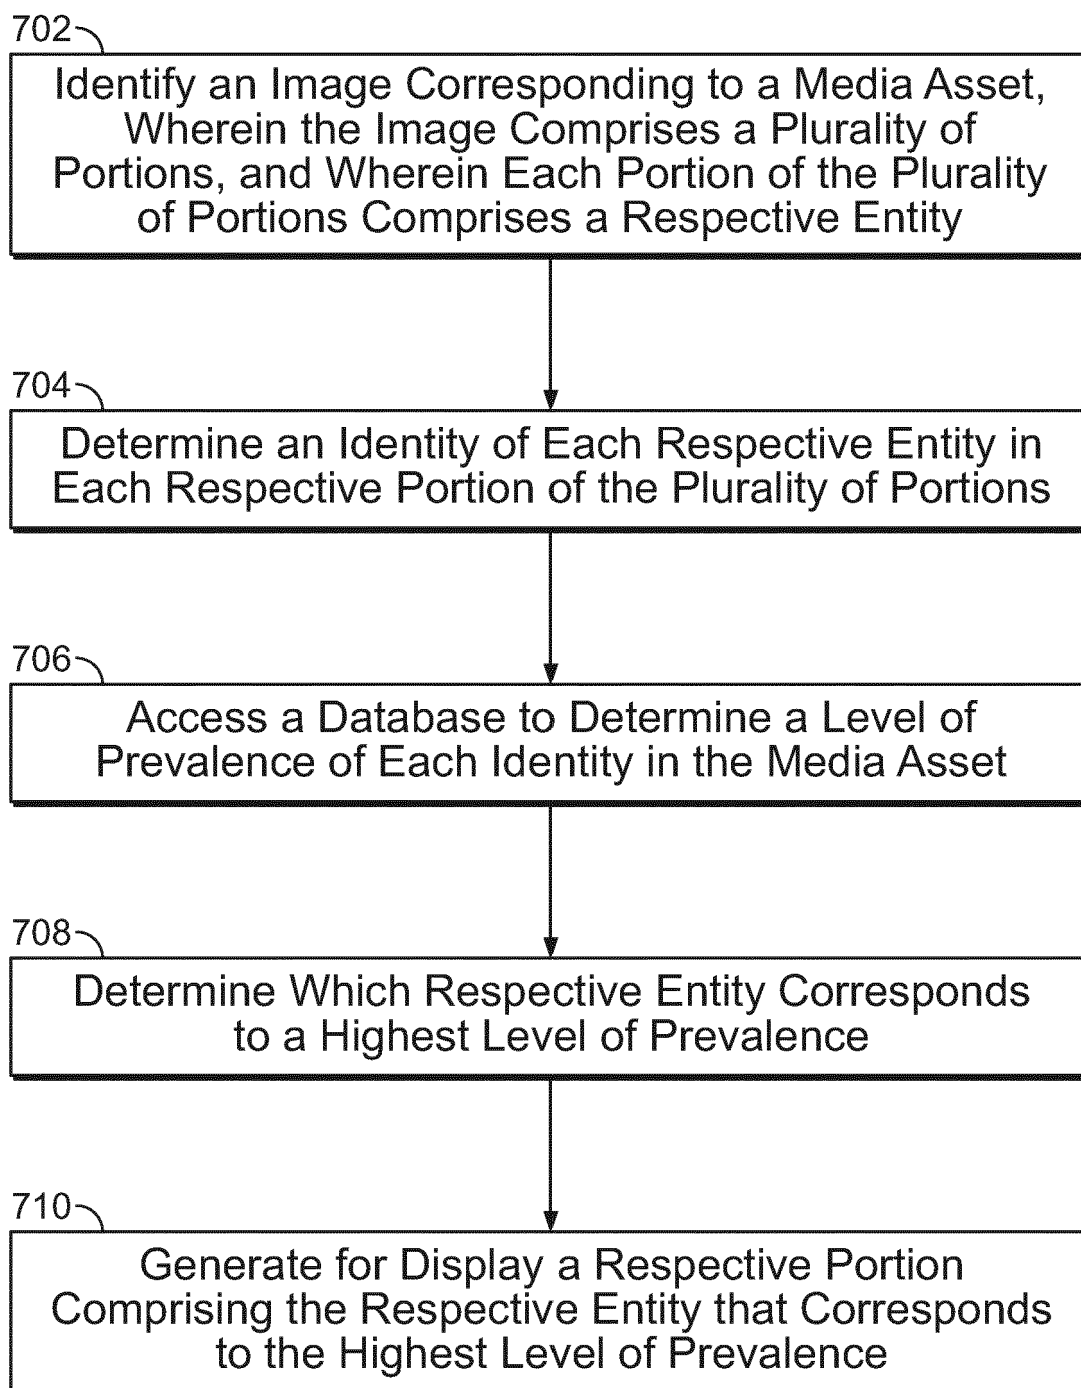 702
Identify an Image Corresponding to a Media Asset,
Wherein the Image Comprises a Plurality of
Portions, and Wherein Each Portion of the Plurality
of Portions Comprises a Respective Entity
704
Determine an Identity of Each Respective Entity in
Each Respective Portion of the Plurality of Portions
706
Access a Database to Determine a Level of
Prevalence of Each Identity in the Media Asset
708
Determine Which Respective Entity Corresponds
to a Highest Level of Prevalence
710
Generate for Display a Respective Portion
Comprising the Respective Entity that Corresponds
to the Highest Level of Prevalence